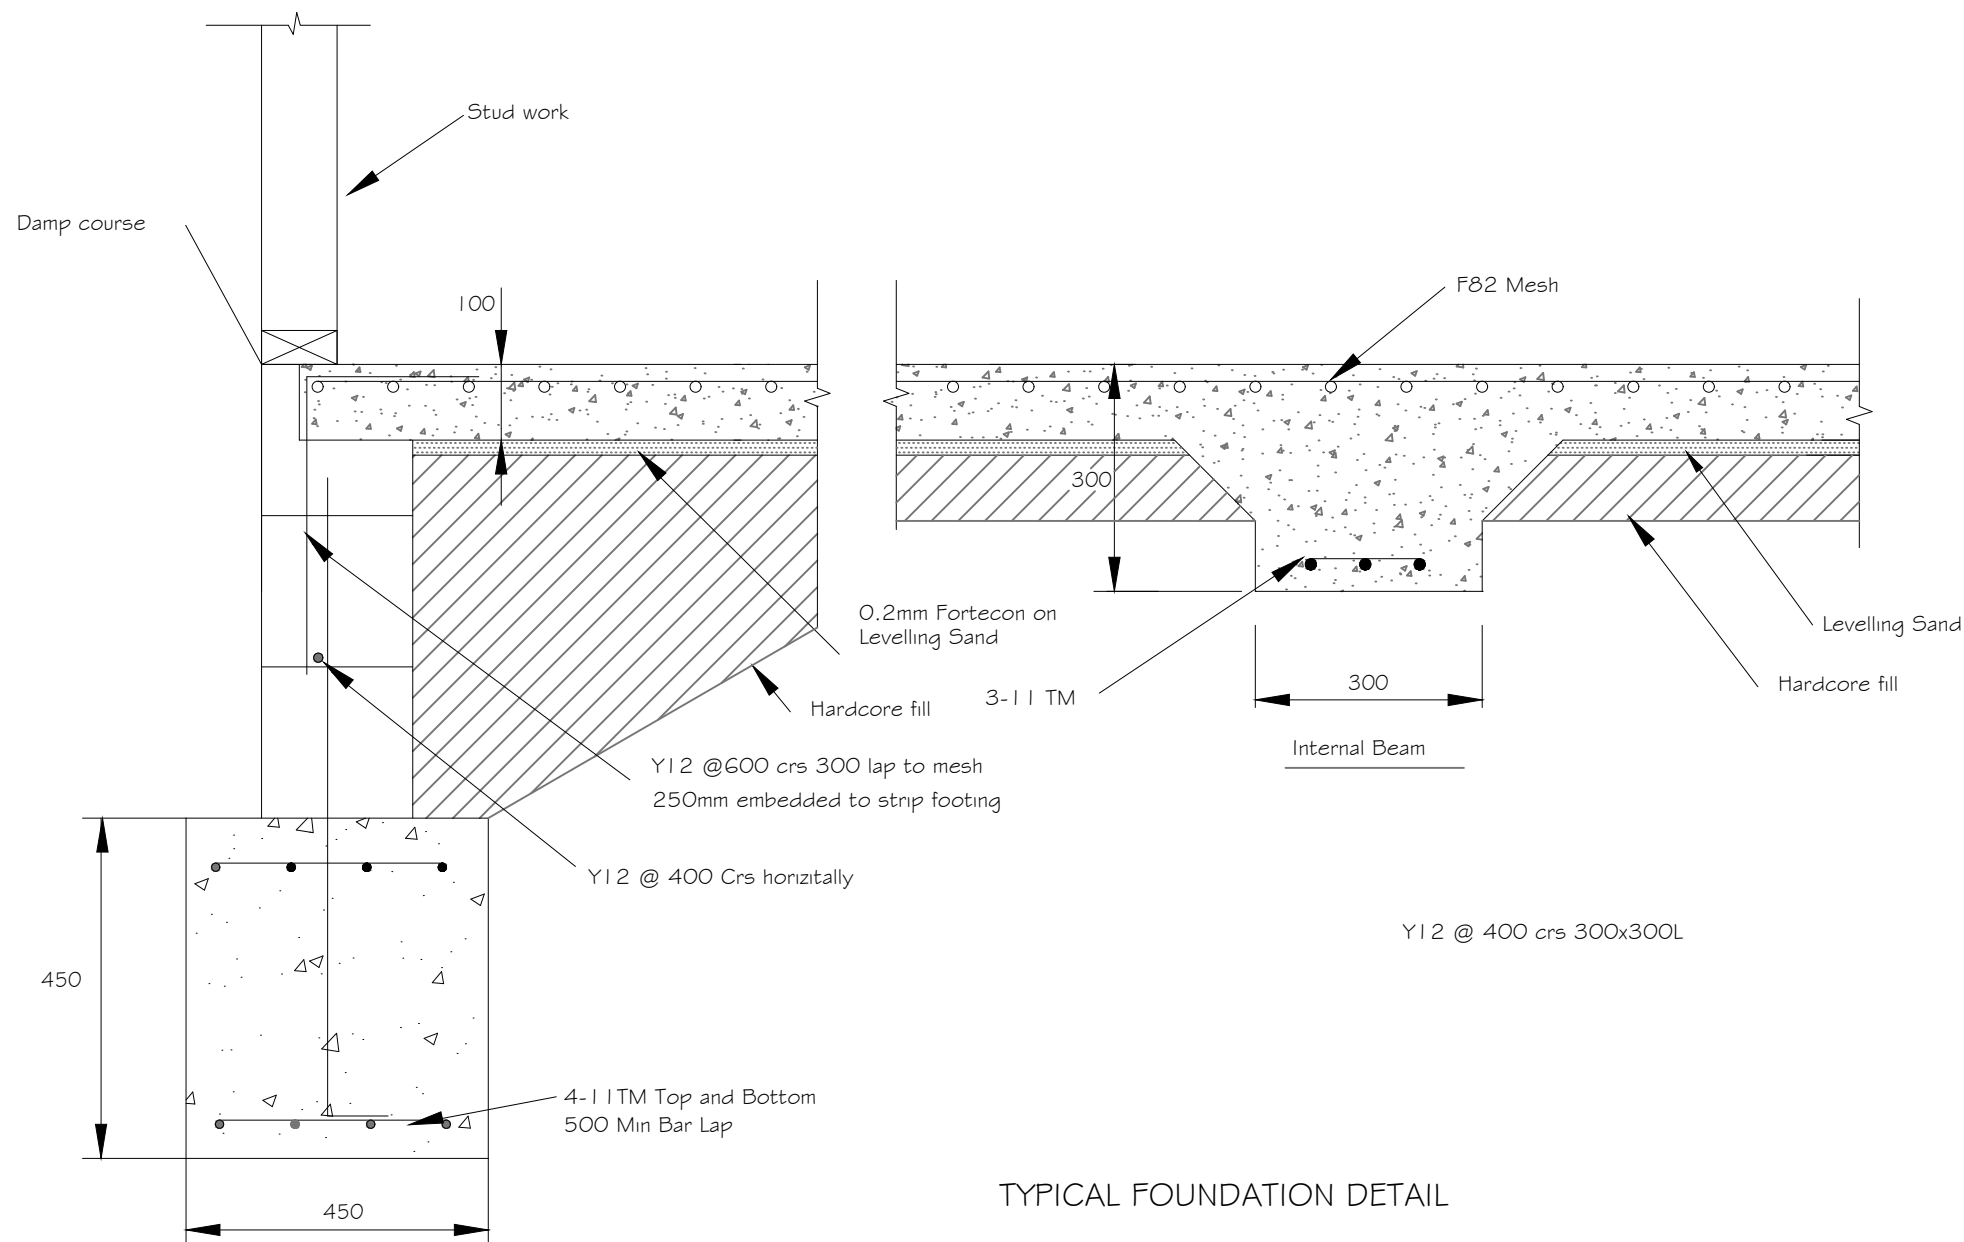 Stud work
Damp course
100
F82 Mesh
300
0.2mm Fortecon on
Levelling Sand
Levelling Sand
Hardcore fill
3-11 TM
300
Hardcore fill
Internal Beam
Y12 @600 crs 300 lap to mesh
250mm embedded to strip footing
Y12 @ 400 Crs horizitally
Y12 @ 400 crs 300x300L
450
4-11TM Top and Bottom
500 Min Bar Lap
TYPICAL FOUNDATION DETAIL
450